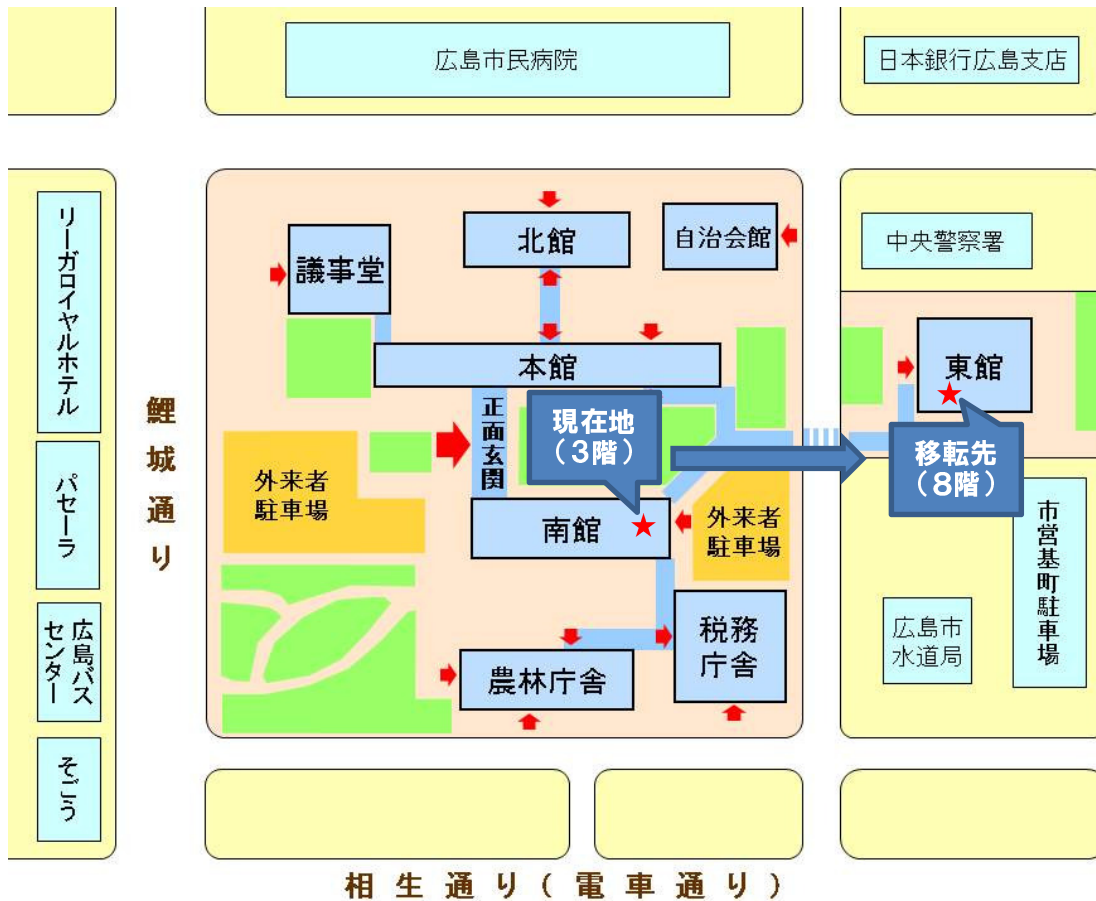 広島市民病院
日本銀行広島支店
リーガロイヤルホテル
議事堂
北館
自治会館
中央警察署
本館
東館
鯉城通り
正面玄関
現在地
（3階）
移転先
（8階）
パセーラ
外来者
駐車場
南館
外来者
駐車場
市営基町駐車場
広島バス
センター
農林庁舎
税務
庁舎
広島市
水道局
そごう
相生通り(電車通り)